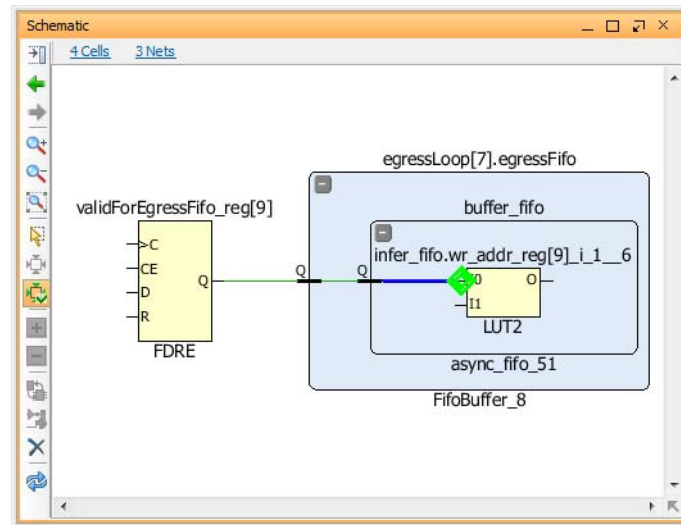 Schematic
4 Cells 3 Nets
egressLoop[7].egressFifo
validForEgressFifo_reg[9]
buffer_fifo
infer_fifo.wr_addr_reg[9]_i_1__6
C
CE
D
R
Q
Q
Q
O
I1
LUT2
FDRE
async_fifo_51
FifoBuffer_8